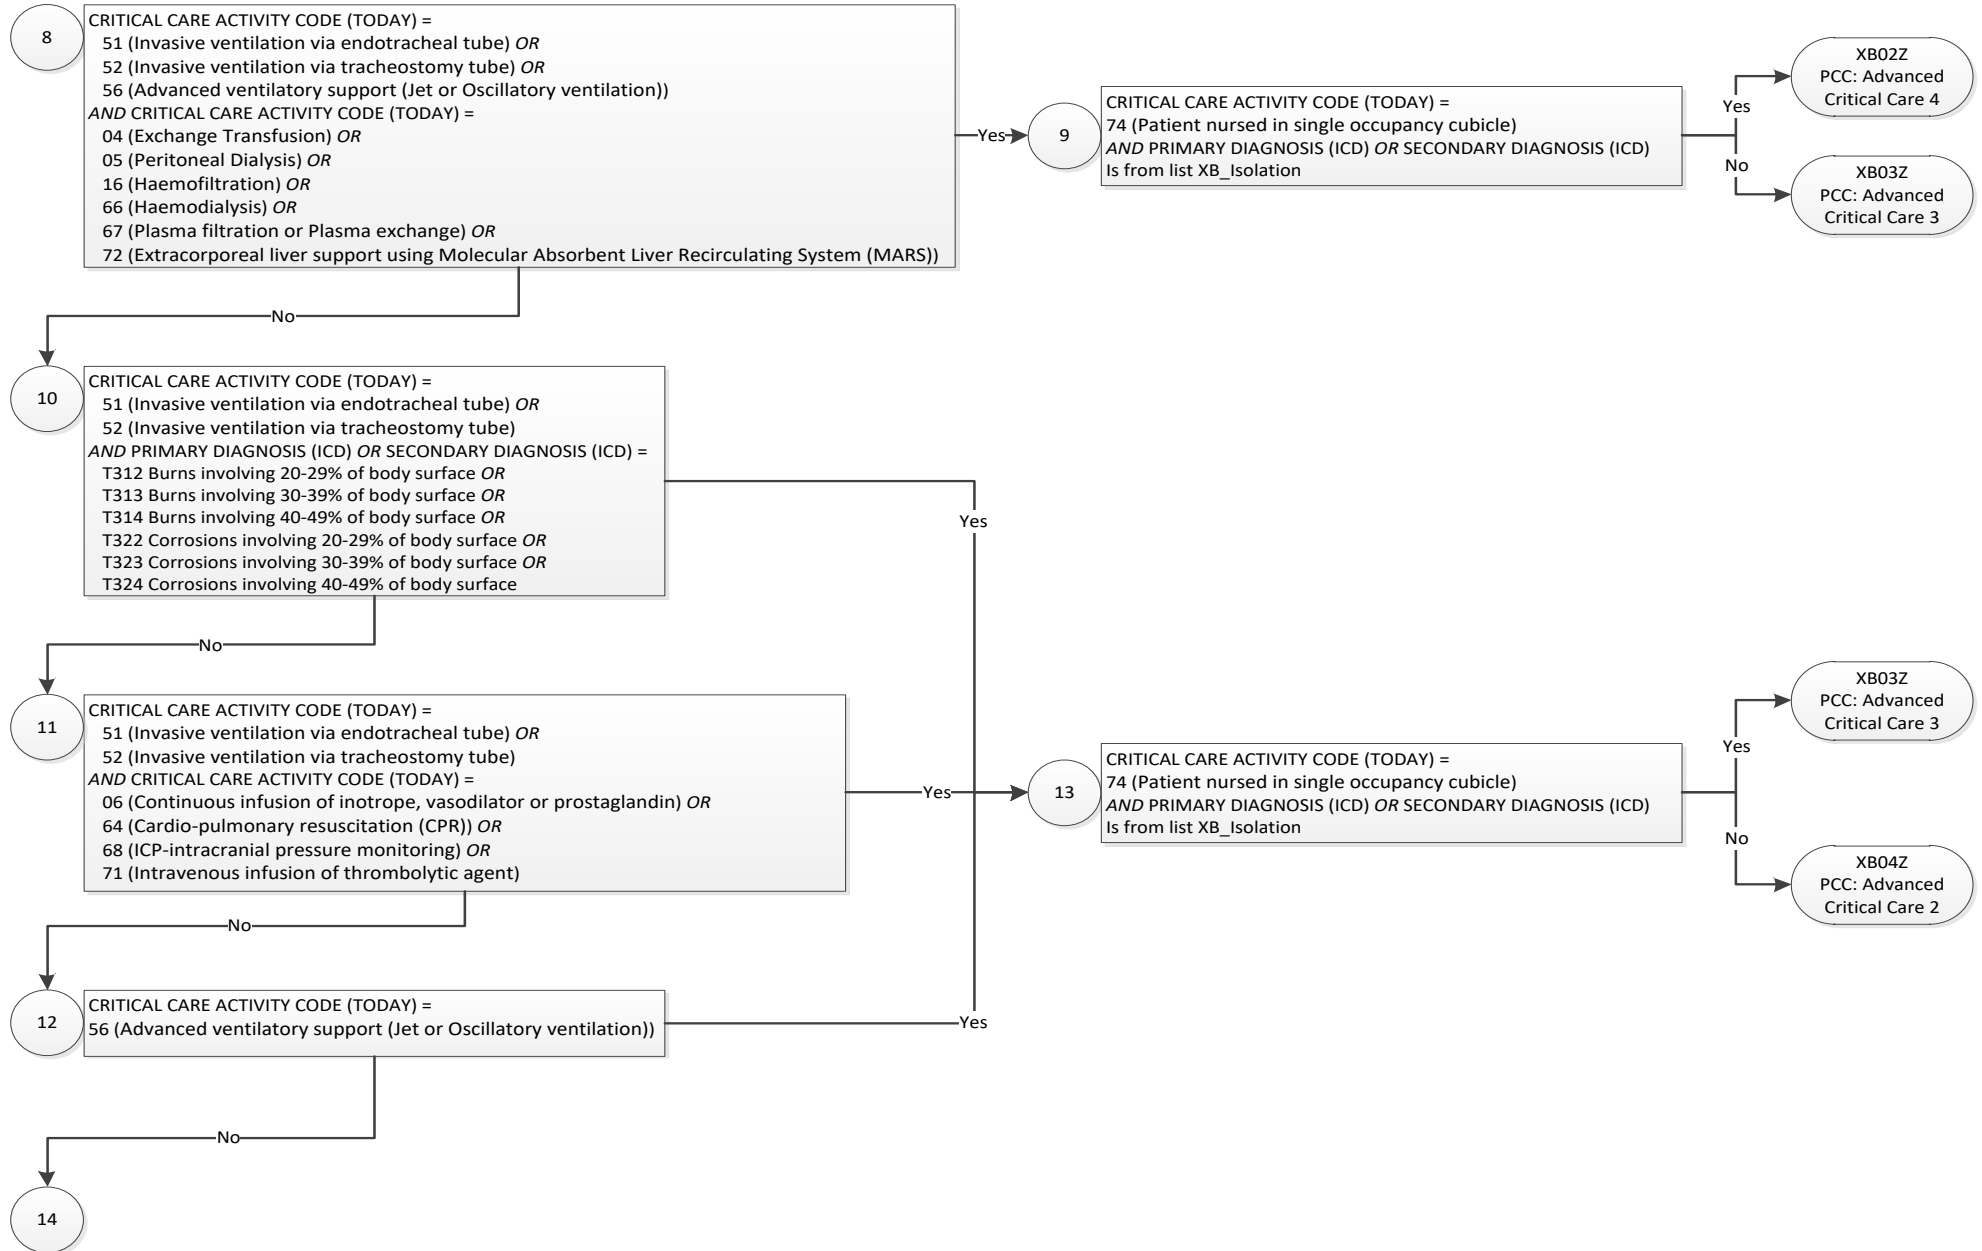 8
CRITICAL CARE ACTIVITY CODE (TODAY) =
51 (Invasive ventilation via endotracheal tube) OR
52 (Invasive ventilation via tracheostomy tube) OR
56 (Advanced ventilatory support (Jet or Oscillatory ventilation))
AND CRITICAL CARE ACTIVITY CODE (TODAY) =
04 (Exchange Transfusion) OR
05 (Peritoneal Dialysis) OR
16 (Haemofiltration) OR
66 (Haemodialysis) OR
67 (Plasma filtration or Plasma exchange) OR
72 (Extracorporeal liver support using Molecular Absorbent Liver Recirculating System (MARS))
Yes
9
CRITICAL CARE ACTIVITY CODE (TODAY) =
74 (Patient nursed in single occupancy cubicle)
AND PRIMARY DIAGNOSIS (ICD) OR SECONDARY DIAGNOSIS (ICD)
Is from list XB_Isolation
Yes
XB02Z
PCC: Advanced
Critical Care 4
No
XB03Z
PCC: Advanced
Critical Care 3
No
10
CRITICAL CARE ACTIVITY CODE (TODAY) =
51 (Invasive ventilation via endotracheal tube) OR
52 (Invasive ventilation via tracheostomy tube)
AND PRIMARY DIAGNOSIS (ICD) OR SECONDARY DIAGNOSIS (ICD) =
T312 Burns involving 20-29% of body surface OR
T313 Burns involving 30-39% of body surface OR
T314 Burns involving 40-49% of body surface OR
T322 Corrosions involving 20-29% of body surface OR
T323 Corrosions involving 30-39% of body surface OR
T324 Corrosions involving 40-49% of body surface
Yes
No
11
CRITICAL CARE ACTIVITY CODE (TODAY) =
51 (Invasive ventilation via endotracheal tube) OR
52 (Invasive ventilation via tracheostomy tube)
AND CRITICAL CARE ACTIVITY CODE (TODAY) =
06 (Continuous infusion of inotrope, vasodilator or prostaglandin) OR
64 (Cardio-pulmonary resuscitation (CPR)) OR
68 (ICP-intracranial pressure monitoring) OR
71 (Intravenous infusion of thrombolytic agent)
Yes
13
CRITICAL CARE ACTIVITY CODE (TODAY) =
74 (Patient nursed in single occupancy cubicle)
AND PRIMARY DIAGNOSIS (ICD) OR SECONDARY DIAGNOSIS (ICD)
Is from list XB_Isolation
Yes
XB03Z
PCC: Advanced
Critical Care 3
No
XB04Z
PCC: Advanced
Critical Care 2
No
12
CRITICAL CARE ACTIVITY CODE (TODAY) =
56 (Advanced ventilatory support (Jet or Oscillatory ventilation))
Yes
No
14